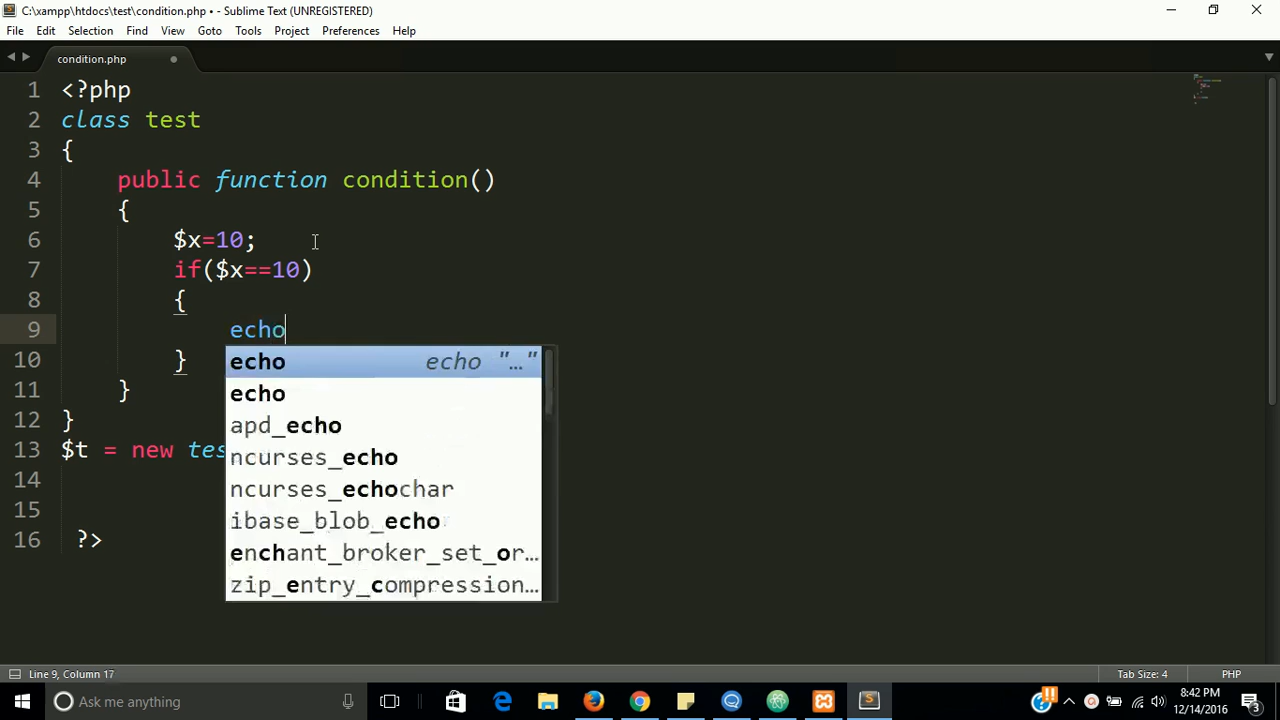 C:\xampp\htdocs\test\condition.php • - Sublime Text (UNREGISTERED)
File Edit Selection Find View Goto Tools Project Preferences Help
condition.php
1 <?php
2 class test
3 {
4 public function condition()
5 {
6 $x=10;
7 if($x==10)
8 {
9 echo
echo echo "…"
10 }
echo
11 }
apd_echo
12 }
13 $t = new tes
ncurses_echo
14
ncurses_echochar
15
ibase_blob_echo
16 ?>
enchant_broker_set_or…
zip_entry_compression…
Line 9, Column 17 Tab Size: 4 PHP
Ask me anything
8:42 PM
12/14/2016
3